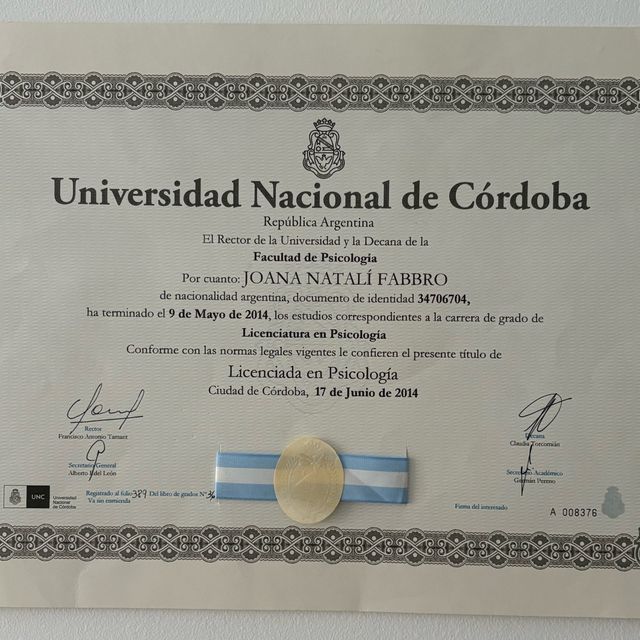 Universidad Nacional de Córdoba
República Argentina
El Rector de la Universidad y la Decana de la
Facultad de Psicología
Por cuanto: JOANA NATALÍ FABBRO
de nacionalidad argentina, documento de identidad 34706704,
ha terminado el 9 de Mayo de 2014, los estudios correspondientes a la carrera de grado de
Licenciatura en Psicología
Conforme con las normas legales vigentes le confieren el presente título de
Licenciada en Psicología
Ciudad de Córdoba, 17 de Junio de 2014
Rector
Francisco Antonio Tamarit
Secretario General
Alberto Edel León
Decana
Claudia Torcomián
Secretario Académico
Germán Pereno
UNC
Universidad
Nacional
de Córdoba
Registrado al folio 389 Del libro de grados N°
Va sin enmienda
Firma del interesado
A 008376